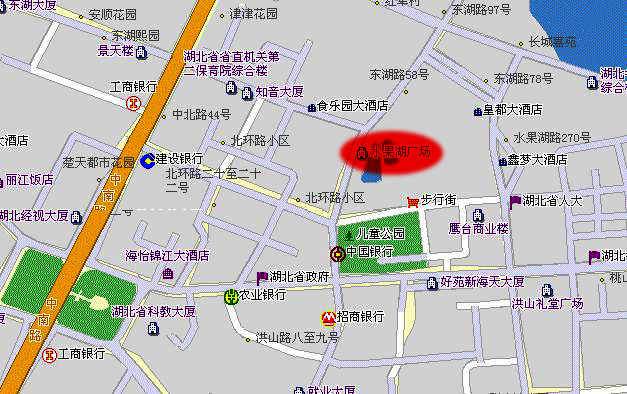 东湖大厦
安顺花园
津津花园
红军村
东湖路97号
东湖熙园
景天楼
长城嘉苑
湖北省省直机关第
二保育院综合楼
东湖路58号
东湖路78号
湖北
综合楼
工商银行
知音大厦
食乐园大酒店
皇都大酒店
中北路44号
水果湖路270号
大酒店
北环路小区
水果湖广场
楚天都市花园
建设银行
鑫梦大酒店
丽江饭店
北环路二十至二十
二号
中南路
北环路小区
步行街
湖北省人大
湖北经视大厦
二号
鹰台商业楼
儿童公园
海怡锦江大酒店
中国银行
湖北
湖北省政府
好苑新海天大厦
桃山
农业银行
洪山礼堂广场
中南路
湖北省科教大厦
招商银行
洪山路八至九号
工商银行
就业大厦